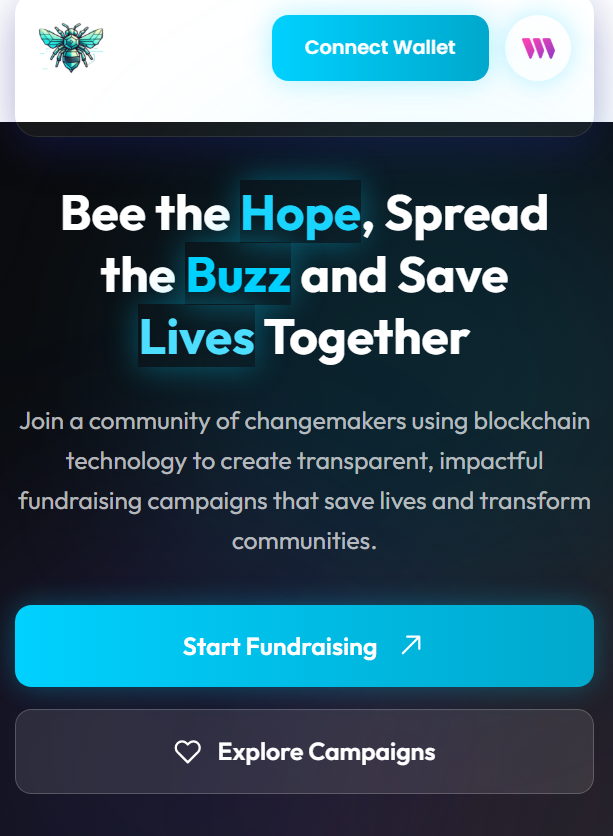 Connect Wallet
Bee the Hope, Spread
the Buzz and Save
Lives Together
Join a community of changemakers using blockchain
technology to create transparent, impactful
fundraising campaigns that save lives and transform
communities.
Start Fundraising
Explore Campaigns